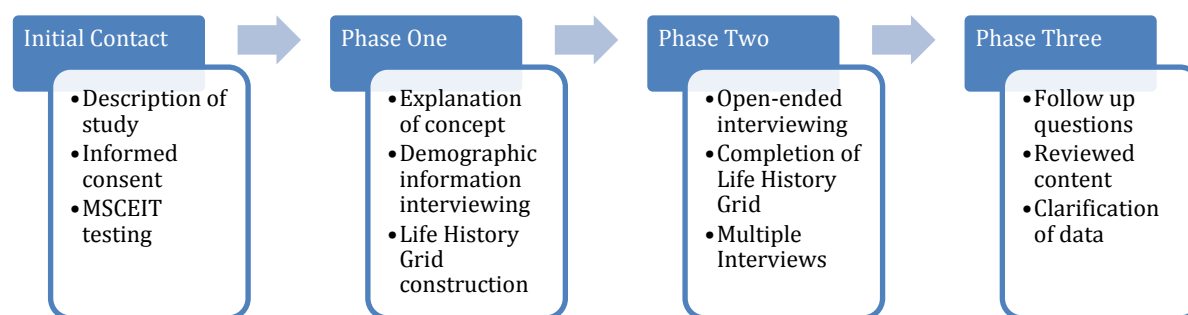 Initial Contact
•Description of
study
•Informed
consent
•MSCEIT
testing
Phase One
•Explanation
of concept
•Demographic
information
interviewing
•Life History
Grid
construction
Phase Two
•Open-ended
interviewing
•Completion of
Life History
Grid
•Multiple
Interviews
Phase Three
•Follow up
questions
•Reviewed
content
•Clarification
of data